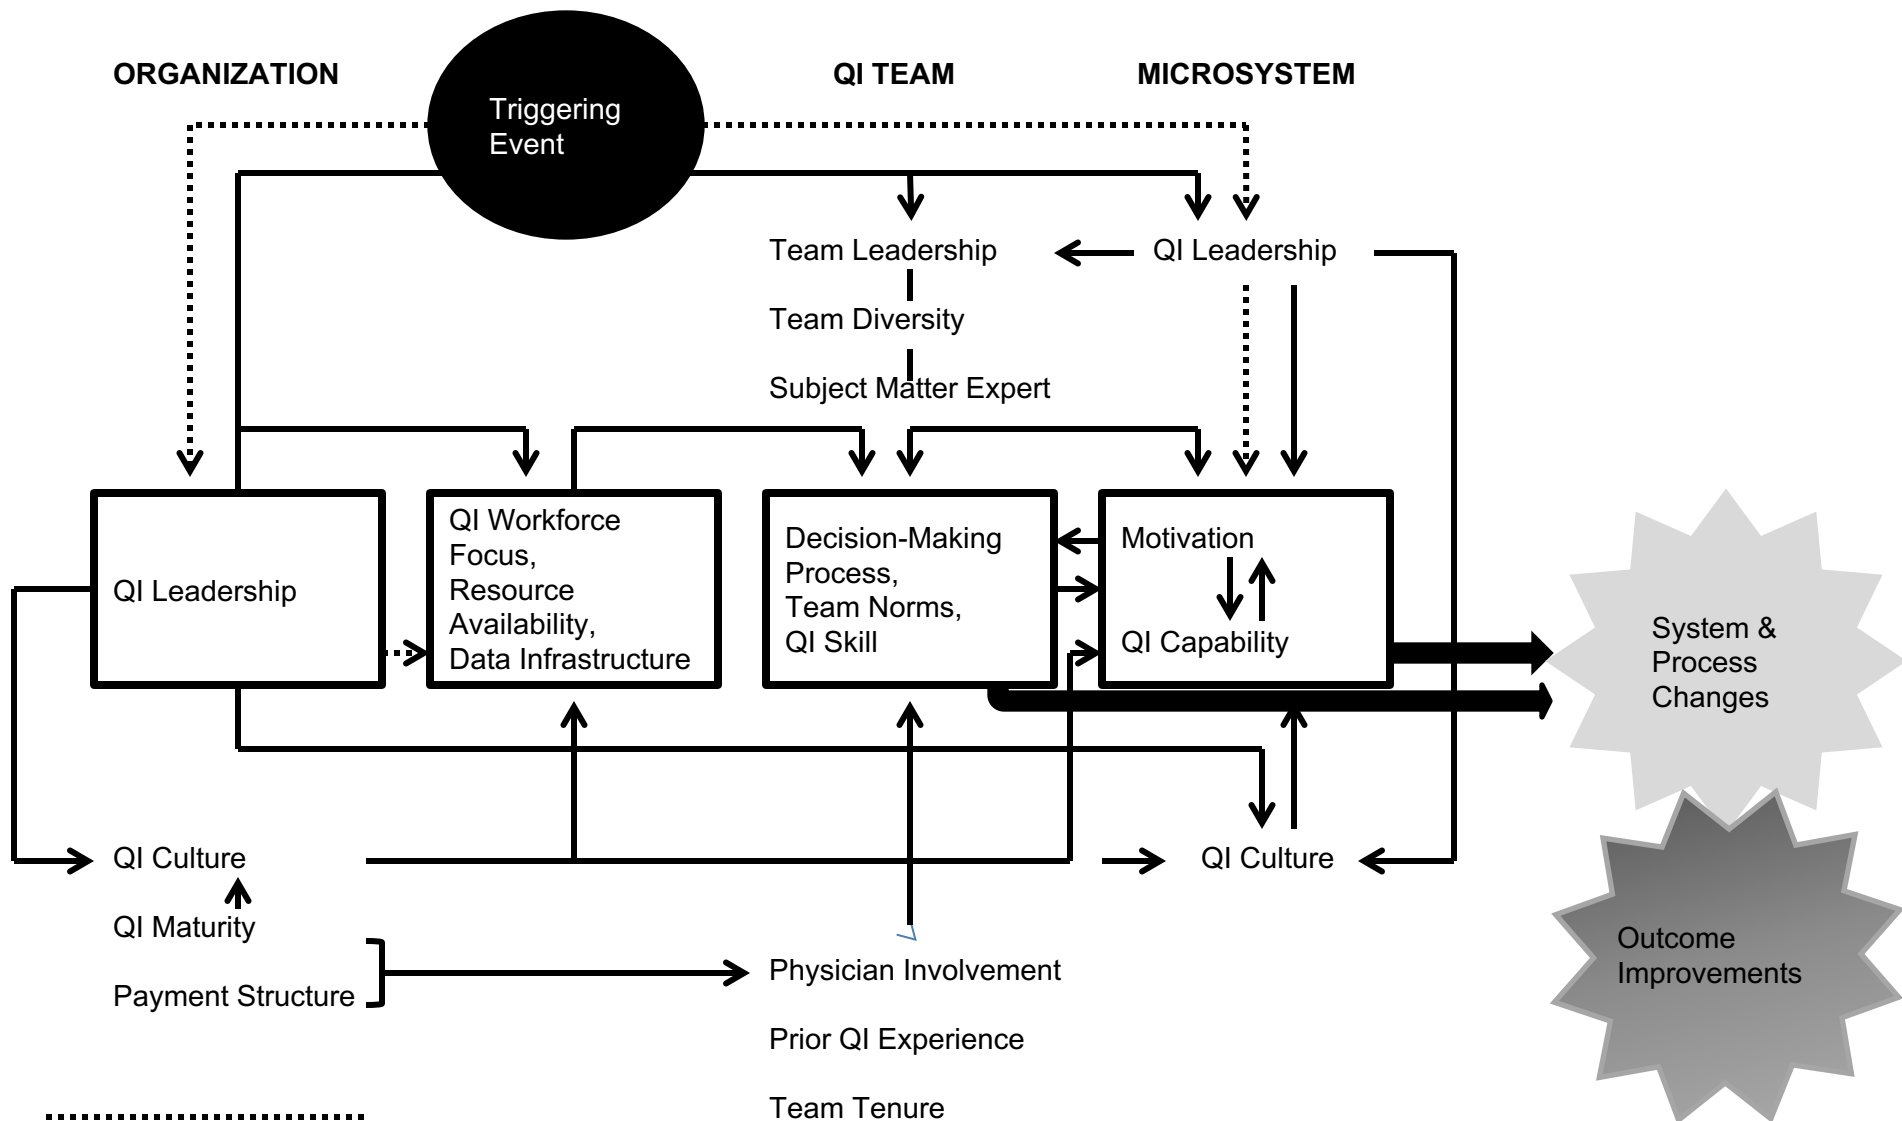 ORGANIZATION
QI TEAM
MICROSYSTEM
Triggering
Event
Team Leadership
QI Leadership
Team Diversity
Subject Matter Expert
QI Leadership
QI Workforce
Focus,
Resource
Availability,
Data Infrastructure
Decision-Making
Process,
Team Norms,
QI Skill
Motivation
QI Capability
System &
Process
Changes
QI Culture
QI Culture
QI Maturity
Payment Structure
Physician Involvement
Prior QI Experience
Team Tenure
Outcome
Improvements